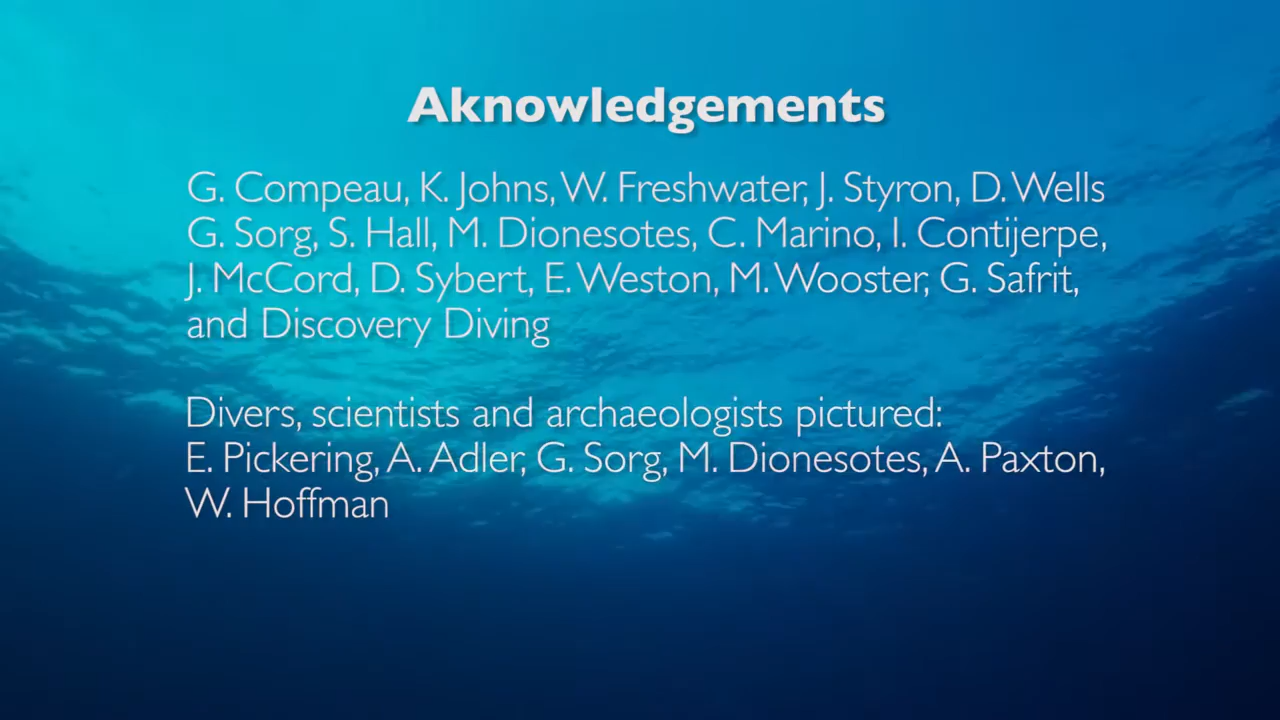 Aknowledgements
G. Compeau, K. Johns, W. Freshwater, J. Styron, D. Wells
G. Sorg, S. Hall, M. Dionesotes, C. Marino, I. Contijerpe,
J. McCord, D. Sybert, E. Weston, M. Wooster, G. Safrit,
and Discovery Diving
Divers, scientists and archaeologists pictured:
E. Pickering, A. Adler, G. Sorg, M. Dionesotes, A. Paxton,
W. Hoffman